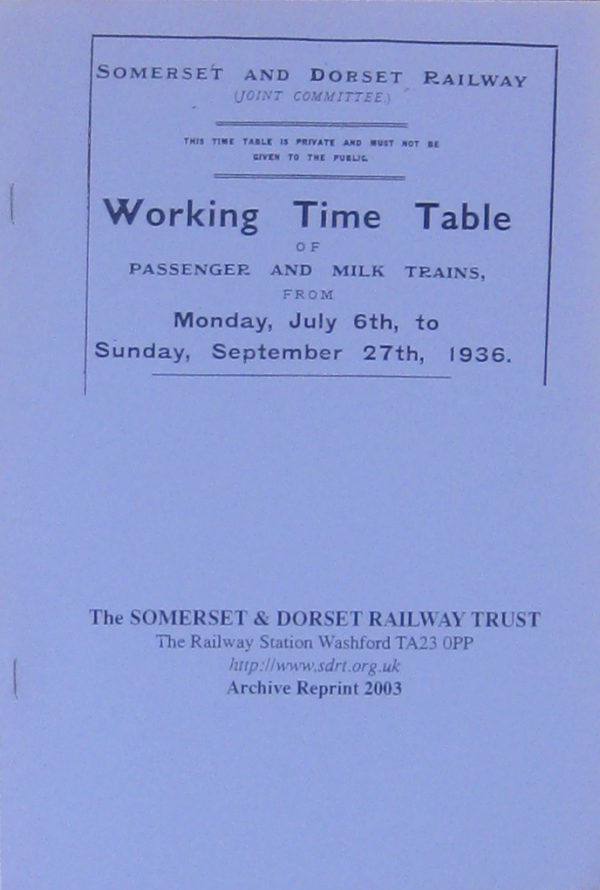 SOMERSET AND DORSET RAILWAY
(JOINT COMMITTEE.)
THIS TIME TABLE IS PRIVATE AND MUST NOT BE
GIVEN TO THE PUBLIC.
Working Time Table
OF
PASSENGER AND MILK TRAINS,
FROM
Monday, July 6th, to
Sunday, September 27th, 1936.
The SOMERSET & DORSET RAILWAY TRUST
The Railway Station Washford TA23 0PP
http://www.sdrt.org.uk
Archive Reprint 2003